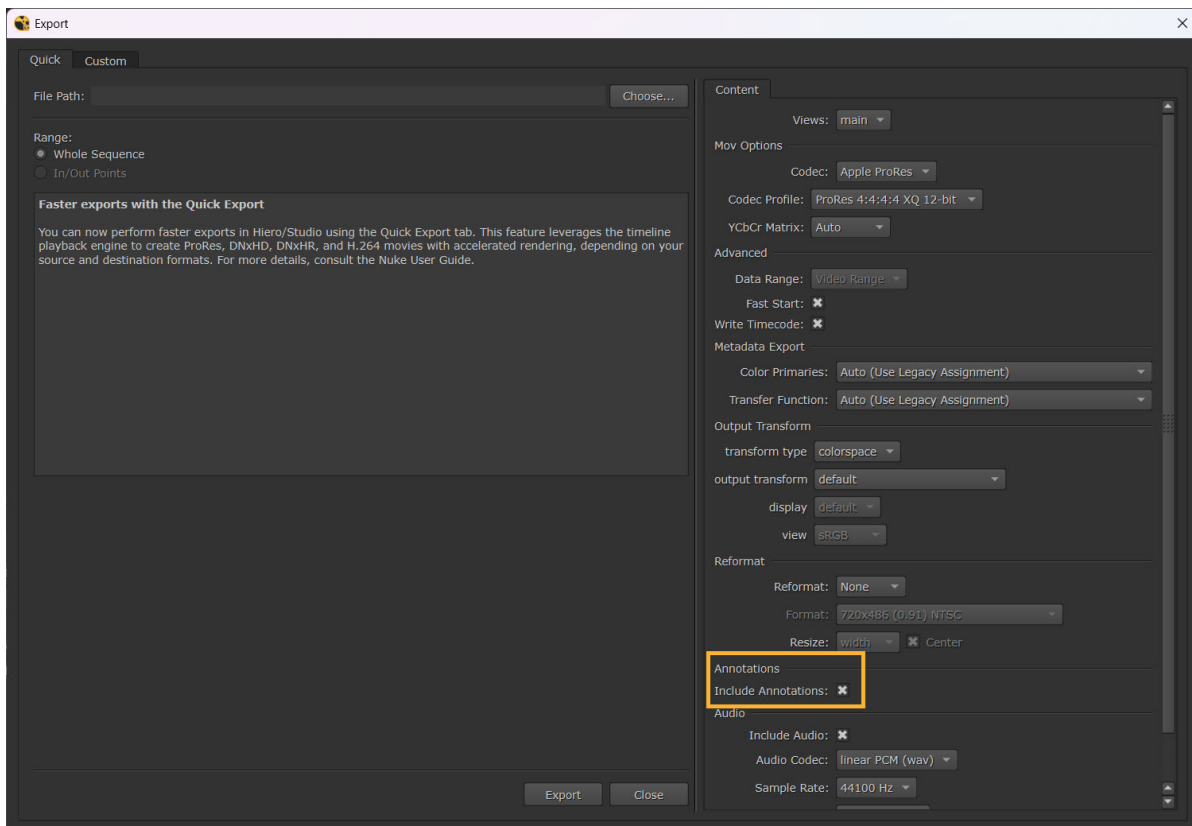 Export
Quick
Custom
File Path:
Choose...
Range:
Whole Sequence
In/Out Points
Faster exports with the Quick Export
You can now perform faster exports in Hiero/Studio using the Quick Export tab. This feature leverages the timeline
playback engine to create ProRes, DNxHD, DNxHR, and H.264 movies with accelerated rendering, depending on your
source and destination formats. For more details, consult the Nuke User Guide.
Export
Close
Content
Views: main
Mov Options
Codec: Apple ProRes
Codec Profile: ProRes 4:4:4:4 XQ 12-bit
YCbCr Matrix: Auto
Advanced
Data Range: Video Range
Fast Start:
Write Timecode:
Metadata Export
Color Primaries: Auto (Use Legacy Assignment)
Transfer Function: Auto (Use Legacy Assignment)
Output Transform
transform type colorspace
output transform default
display default
view sRGB
Reformat
Reformat: None
Format: 720x486 (0.91) NTSC
Resize: width Center
Annotations
Include Annotations:
Audio
Include Audio:
Audio Codec: linear PCM (wav)
Sample Rate: 44100 Hz